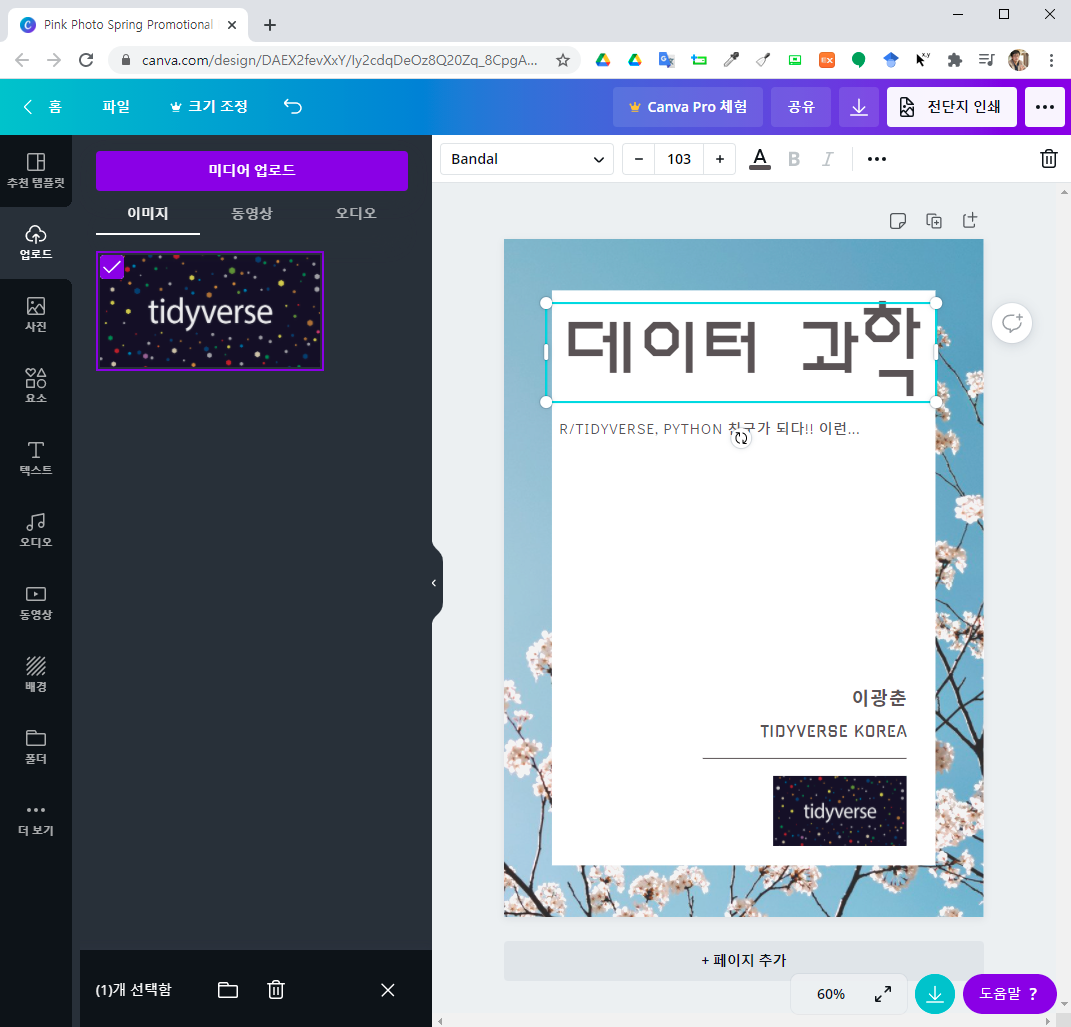 Pink Photo Spring Promotional
canva.com/design/DAEX2fevXxY/Iy2cdqDeOz8Q20Zq_8CpgA...
홈
파일
크기 조정
Canva Pro 체험
공유
전단지 인쇄
추천 템플릿
업로드
사진
요소
텍스트
오디오
동영상
배경
폴더
더 보기
미디어 업로드
이미지
동영상
오디오
tidyverse
(1)개 선택함
Bandal
103
A
B
I
데이터 과학
R/TIDYVERSE, PYTHON 친구가 되다!! 이런...
이광춘
TIDYVERSE KOREA
tidyverse
+ 페이지 추가
60%
도움말 ?